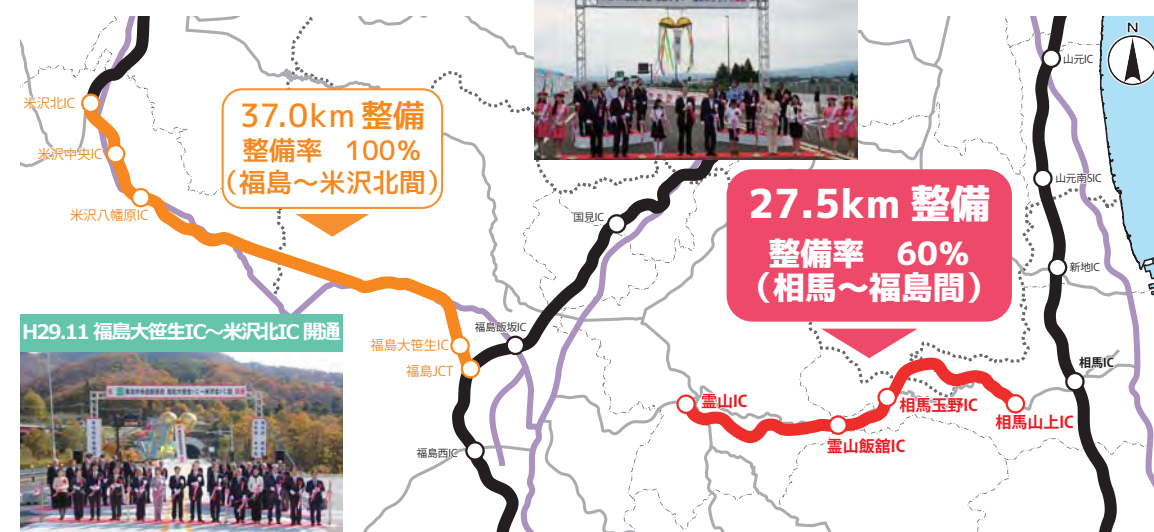 N
山元IC
米沢北IC
37.0km 整備
整備率 100%
(福島～米沢北間)
米沢中央IC
山元南SIC
米沢八幡原IC
国見IC
27.5km 整備
整備率 60%
(相馬～福島間)
新地IC
H29.11 福島大笹生IC～米沢北IC 開通
福島飯坂IC
福島大笹生IC
福島JCT
相馬IC
霊山IC
相馬玉野IC
相馬山上IC
霊山飯舘IC
福島西IC